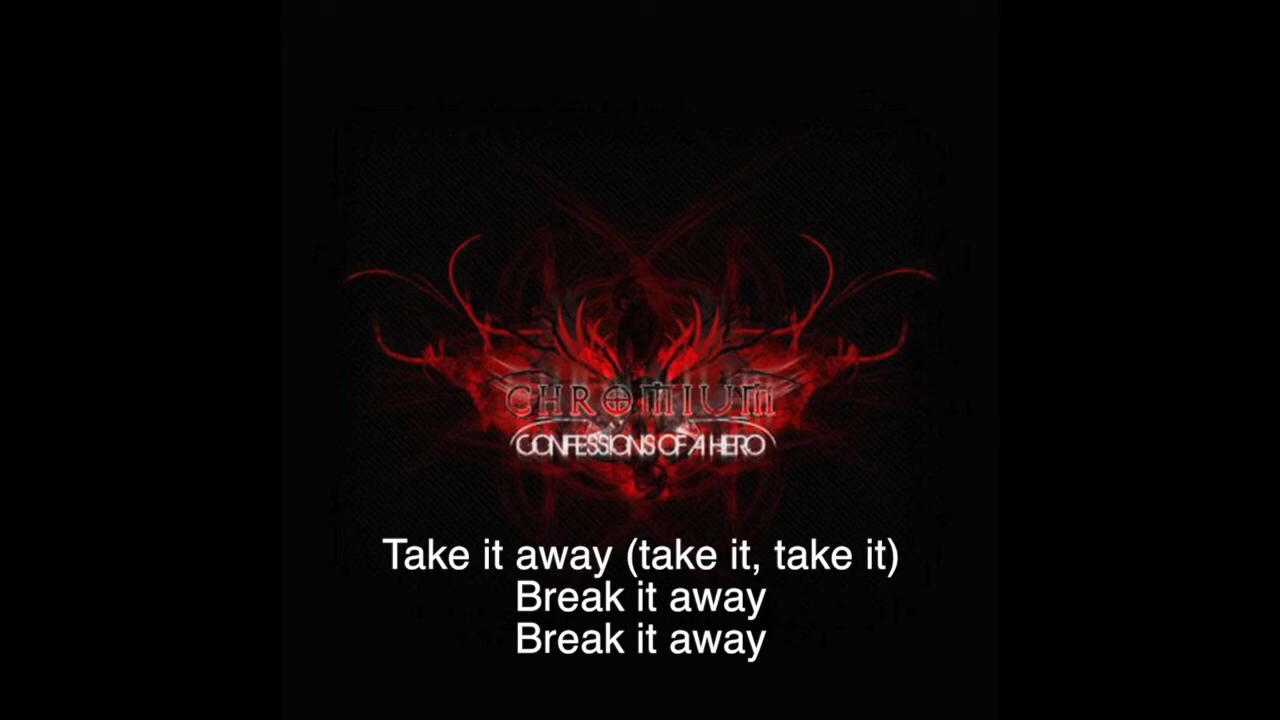 CHROMIUM
CONFESSIONS OF A HERO
Take it away (take it, take it)
Break it away
Break it away